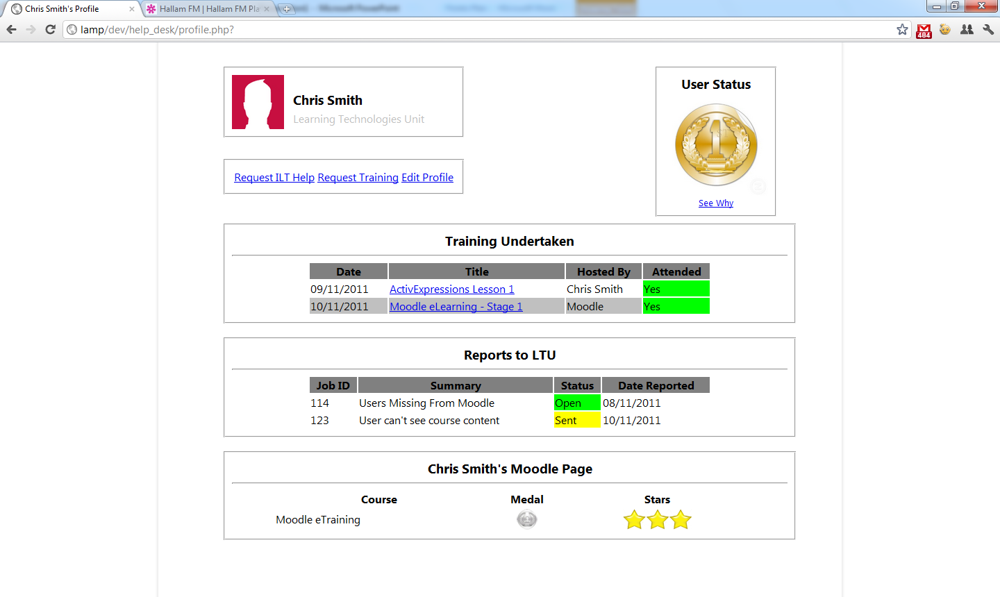 Chris Smith's Profile
Hallam FM | Hallam FM Pla
Microsoft PowerPoint
lamp/dev/help_desk/profile.php?
484
Chris Smith
Learning Technologies Unit
User Status
1
See Why
Request ILT Help Request Training Edit Profile
Training Undertaken
Date Title Hosted By Attended
09/11/2011 ActivExpressions Lesson 1 Chris Smith Yes
10/11/2011 Moodle eLearning - Stage 1 Moodle Yes
Reports to LTU
Job ID Summary Status Date Reported
114 Users Missing From Moodle Open 08/11/2011
123 User can't see course content Sent 10/11/2011
Chris Smith's Moodle Page
Course Medal Stars
Moodle eTraining